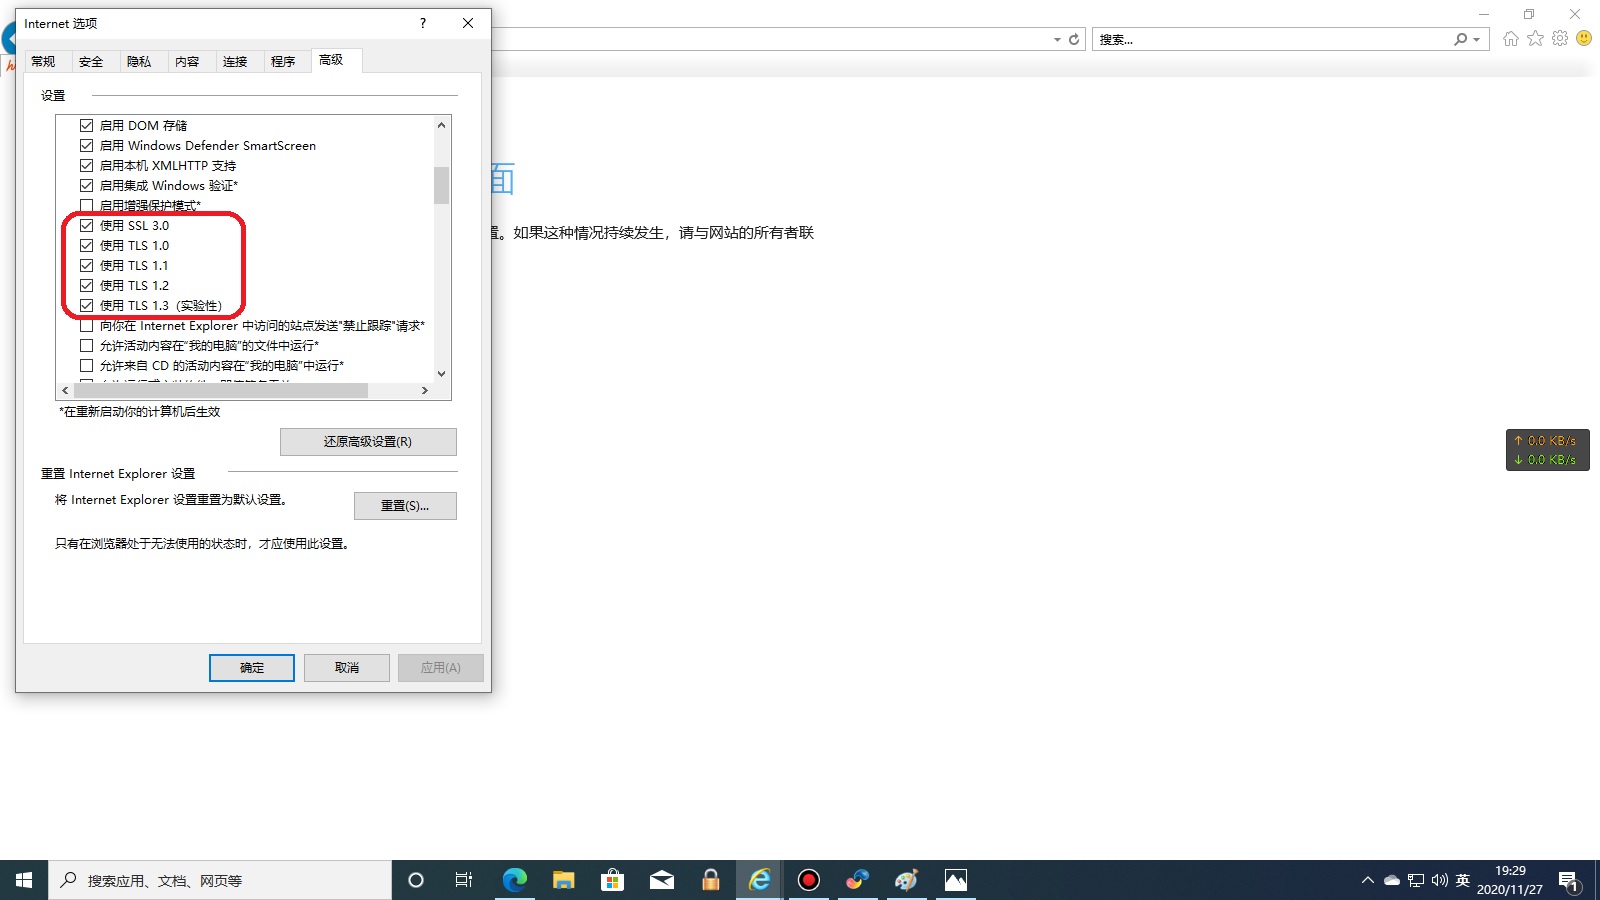 Internet 选项
?
搜索...
常规 安全 隐私 内容 连接 程序 高级
设置
启用 DOM 存储
启用 Windows Defender SmartScreen
启用本机 XMLHTTP 支持
启用集成 Windows 验证*
启用增强保护模式*
使用 SSL 3.0
使用 TLS 1.0
使用 TLS 1.1
使用 TLS 1.2
使用 TLS 1.3（实验性）
向你在 Internet Explorer 中访问的站点发送"禁止跟踪"请求*
允许活动内容在“我的电脑”的文件中运行*
允许来自 CD 的活动内容在“我的电脑”中运行*
*在重新启动你的计算机后生效
还原高级设置(R)
重置 Internet Explorer 设置
将 Internet Explorer 设置重置为默认设置。
重置(S)...
只有在浏览器处于无法使用的状态时，才应使用此设置。
确定 取消 应用(A)
面
置。如果这种情况持续发生，请与网站的所有者联
↑ 0.0 KB/s
↓ 0.0 KB/s
搜索应用、文档、网页等
英
19:29
2020/11/27
1